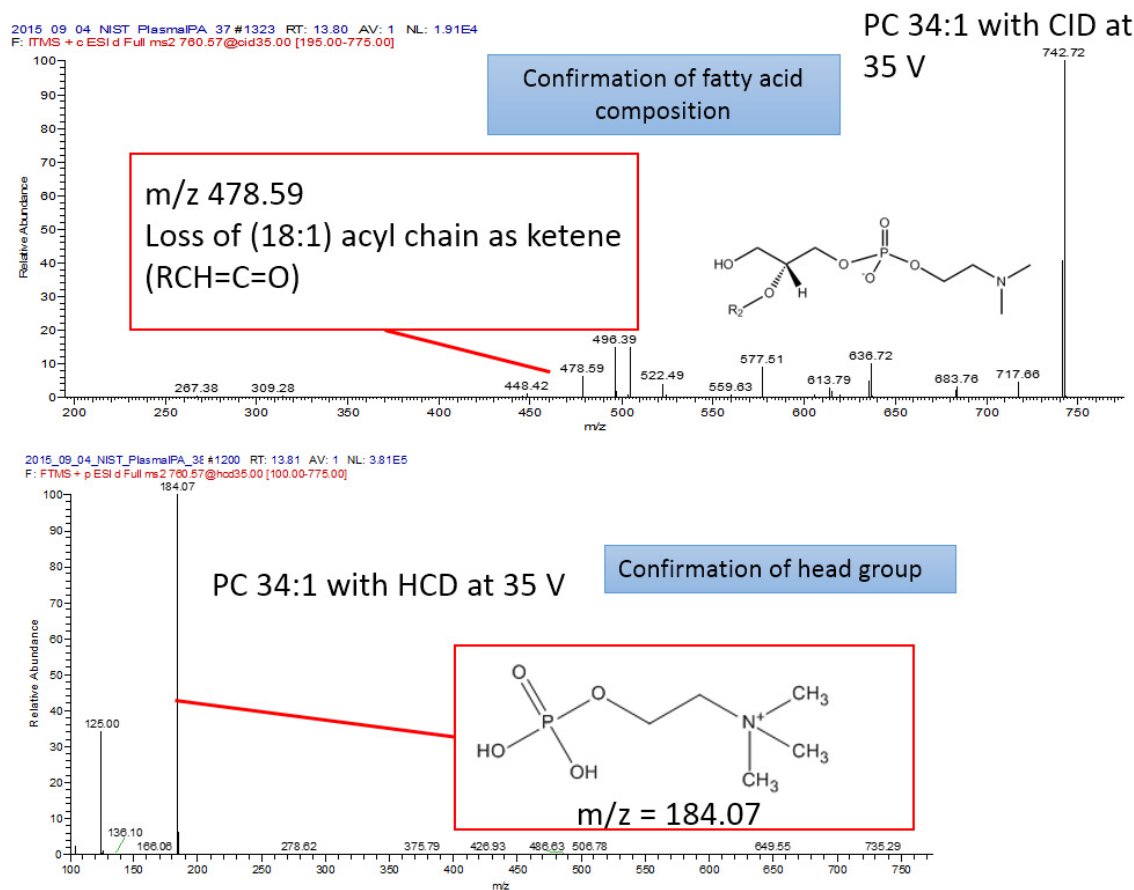 2015_09_04_NIST_PlasmaIPA_37 #1323 RT: 13.80 AV: 1 NL: 1.91E4
F: ITMS + c ESI d Full ms2 760.57@cid35.00 [195.00-775.00]
PC 34:1 with CID at
35 V
Confirmation of fatty acid
composition
m/z 478.59
Loss of (18:1) acyl chain as ketene
(RCH=C=O)
Relative Abundance
100
90
80
70
60
50
40
30
20
10
0
742.72
O
HO
O
P
O
-O
N
O
H
R2
267.38
309.28
448.42
478.59
496.39
522.49
559.63
577.51
613.79
636.72
683.76
717.66
200 250 300 350 400 450 500 550 600 650 700 750
m/z
2015_09_04_NIST_PlasmaIPA_38 #1200 RT: 13.81 AV: 1 NL: 3.81E5
F: FTMS + p ESI d Full ms2 760.57@hcd35.00 [100.00-775.00]
184.07
PC 34:1 with HCD at 35 V
Confirmation of head group
Relative Abundance
100
90
80
70
60
50
40
30
20
10
0
O
O
P
HO
OH
N+
CH3
CH3
CH3
m/z = 184.07
125.00
136.10
166.06
278.62
375.79
426.93
486.63
506.78
649.55
735.29
100 150 200 250 300 350 400 450 500 550 600 650 700 750
m/z